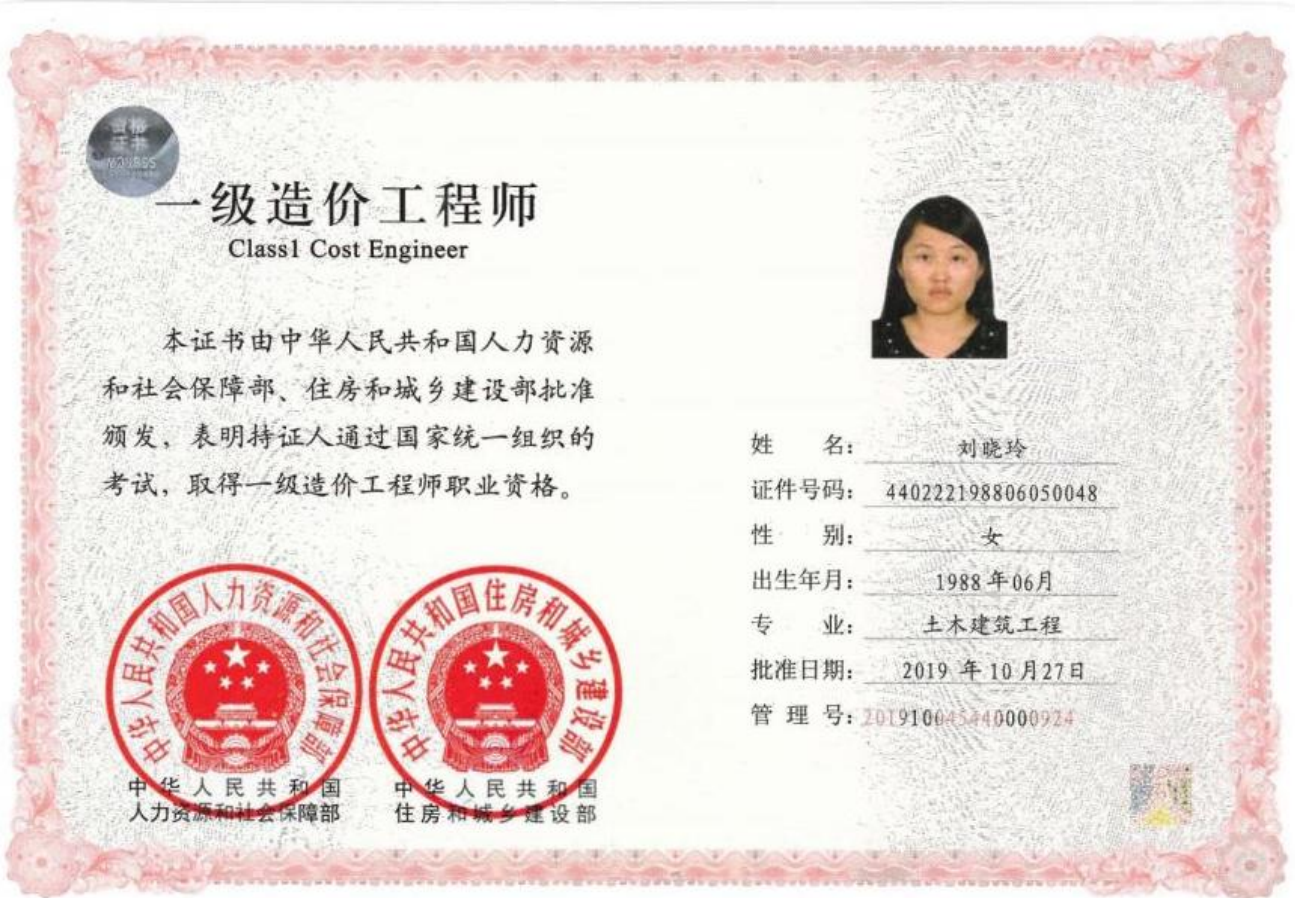 资格
证书
MOHRSS
一级造价工程师
Class1 Cost Engineer
本证书由中华人民共和国人力资源
和社会保障部、住房和城乡建设部批准
颁发,表明持证人通过国家统一组织的
考试,取得一级造价工程师职业资格。
中华人民共和国人力资源和社会保障部
中华人民共和国住房和城乡建设部
中华人民共和国
人力资源和社会保障部
中华人民共和国
住房和城乡建设部
姓名:刘晓玲
证件号码:440222198806050048
性别:女
出生年月:1988年06月
专业:土木建筑工程
批准日期:2019年10月27日
管理号:201910045440000924